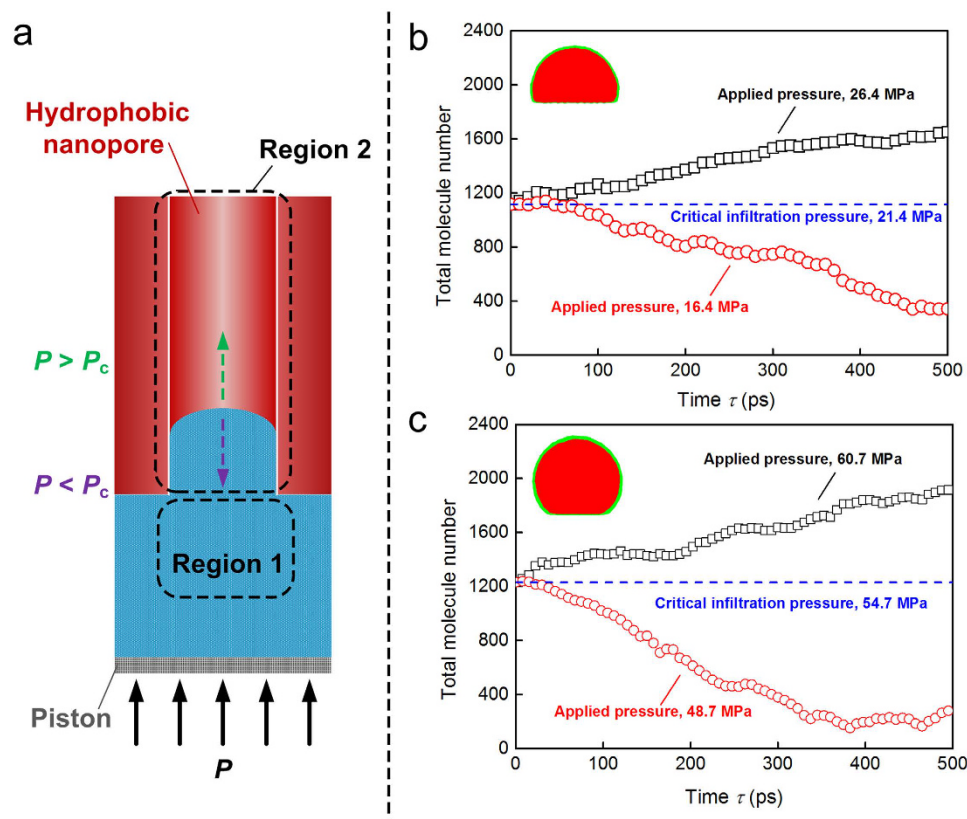 a
Hydrophobic
nanopore
Region 2
P > Pc
P < Pc
Region 1
Piston
P
b
Total molecule number
2400
2000
1600
1200
800
400
0
Applied pressure, 26.4 MPa
Critical infiltration pressure, 21.4 MPa
Applied pressure, 16.4 MPa
0 100 200 300 400 500
Time τ (ps)
c
Total molecule number
2400
2000
1600
1200
800
400
0
Applied pressure, 60.7 MPa
Critical infiltration pressure, 54.7 MPa
Applied pressure, 48.7 MPa
0 100 200 300 400 500
Time τ (ps)